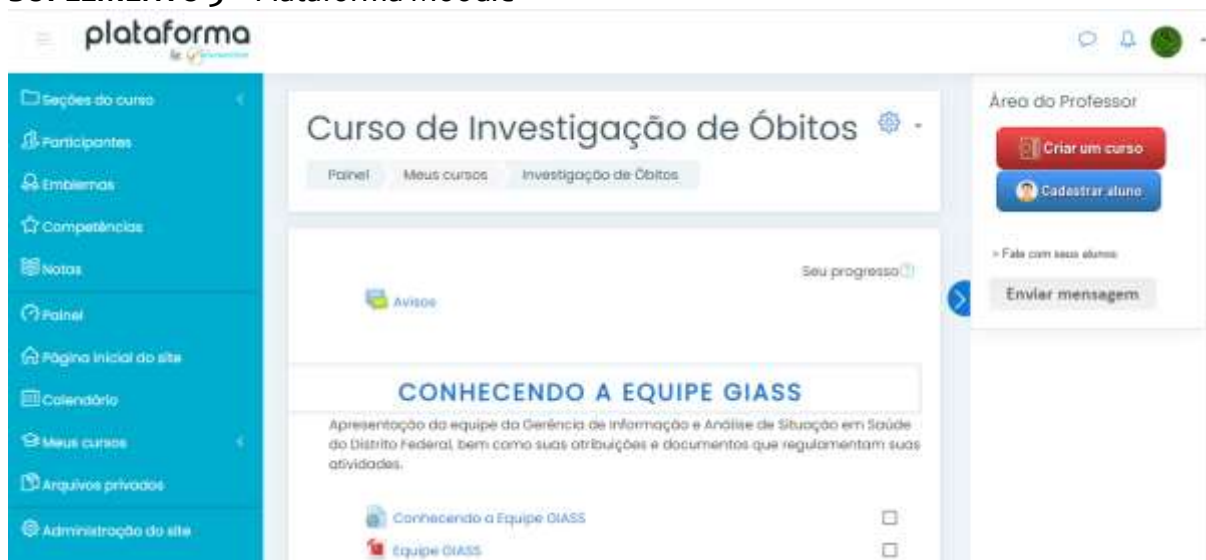 plataforma
Seções do curso
Participantes
Emblemas
Competências
Notas
Painel
Página inicial do site
Calendário
Meus cursos
Arquivos privados
Administração do site
Curso de Investigação de Óbitos
Painel Meus cursos Investigação de Óbitos
Seu progresso
Avisos
CONHECENDO A EQUIPE GIASS
Apresentação da equipe da Gerência de Informação e Análise de Situação em Saúde
do Distrito Federal, bem como suas atribuições e documentos que regulamentam suas
atividades.
Conhecendo a Equipe GIASS
Equipe GIASS
Área do Professor
Criar um curso
Cadastrar aluno
» Fale com seus alunos
Enviar mensagem